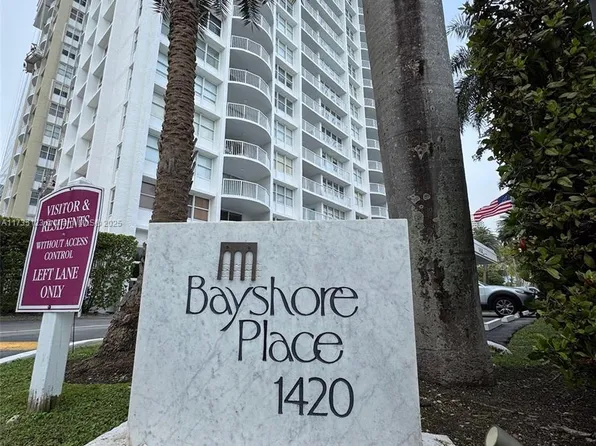 VISITOR &
RESIDENTS
WITHOUT ACCESS
CONTROL
LEFT LANE
ONLY
Bayshore
Place
1420